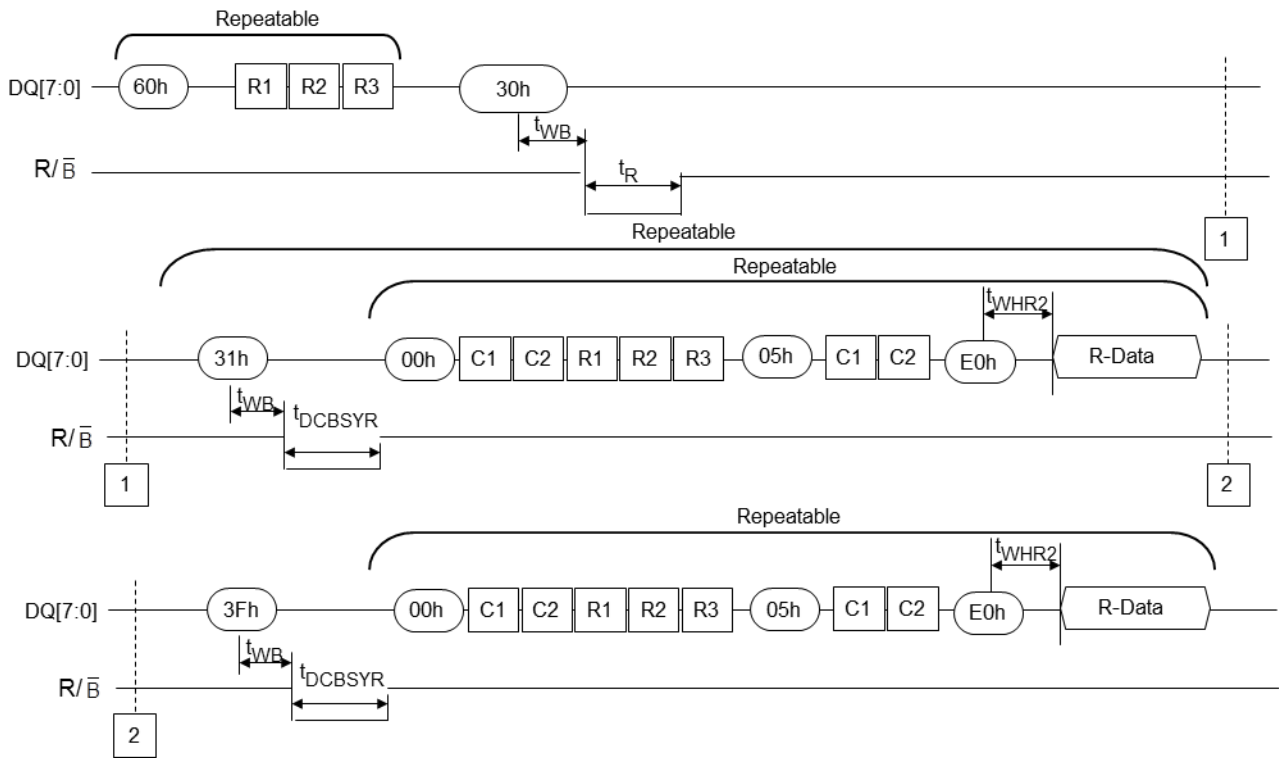 Repeatable
DQ[7:0] 60h R1 R2 R3 30h
tWB
R/B̅ tR
1
Repeatable
Repeatable
tWHR2
DQ[7:0] 31h 00h C1 C2 R1 R2 R3 05h C1 C2 E0h R-Data
tWB tDCBSYR
R/B̅
1 2
Repeatable
tWHR2
DQ[7:0] 3Fh 00h C1 C2 R1 R2 R3 05h C1 C2 E0h R-Data
tWB tDCBSYR
R/B̅
2